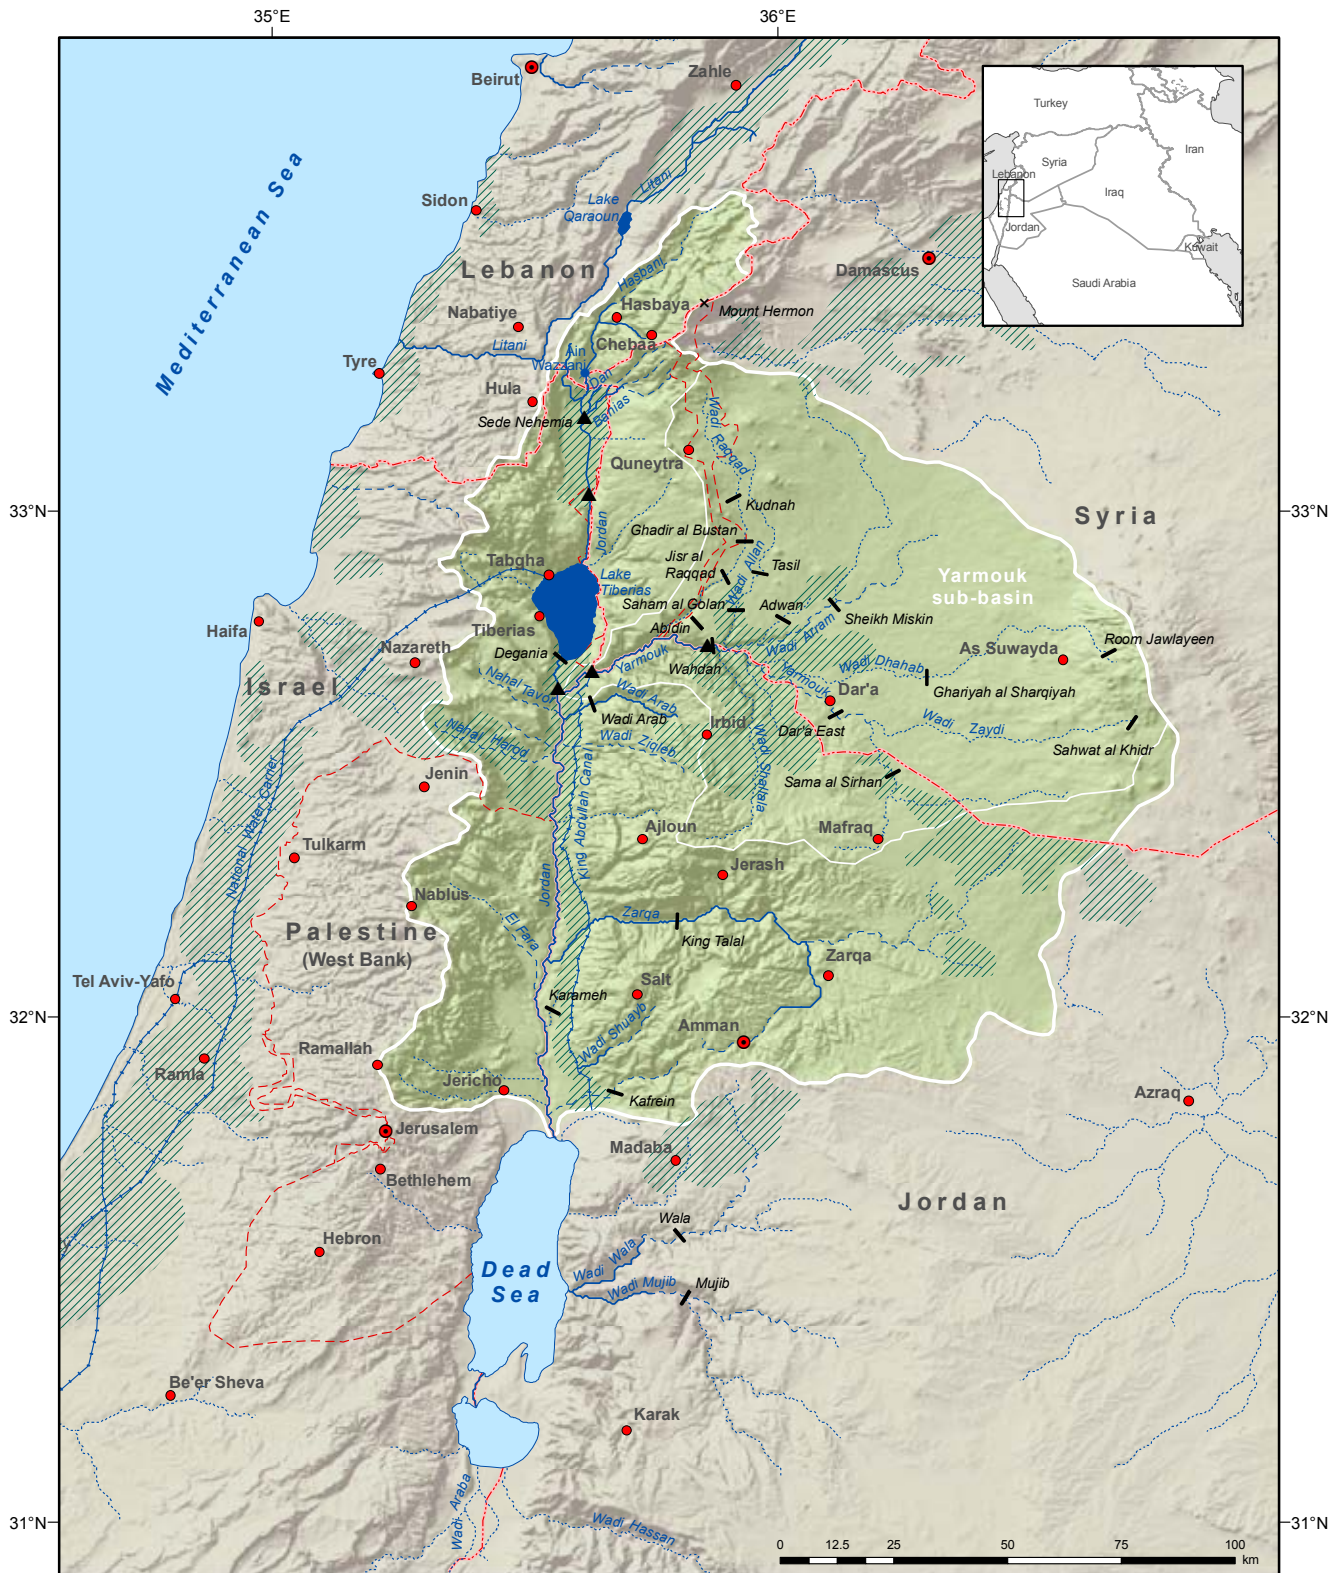 35°E
36°E
Beirut
Zahle
Turkey
Iran
Syria
Lebanon
Iraq
Jordan
Kuwait
Saudi Arabia
Mediterranean Sea
Sidon
Litani
Lake
Qaraoun
Damascus
Lebanon
Hasbani
Hasbaya
Mount Hermon
Nabatiye
Litani
Chebaa
Tyre
Ain
Wazzani
Dan
Hula
Banias
Sede Nehemia
Wadi Raqqad
Quneytra
33°N
33°N
Kudnah
Syria
Ghadir al Bustan
Jordan
Jisr al
Raqqad
Wadi Allan
Tasil
Tabgha
Lake
Tiberias
Yarmouk
sub-basin
Saham al Golan
Adwan
Sheikh Miskin
Haifa
Tiberias
Abidin
Wadi Arram
Room Jawlayeen
Nazareth
Degania
Yarmouk
Wahdah
Wadi Dhahab
As Suwayda
Israel
Nahal Tavor
Wadi Arab
Yarmouk
Dar'a
Ghariyah al Sharqiyah
Wadi Arab
Irbid
Dar'a East
Wadi Zaydi
Nahal Harod
Wadi Ziqleb
Wadi Shallala
Sahwat al Khidr
Jenin
King Abdullah Canal
Sama al Sirhan
National Water Carrier
Tulkarm
Ajloun
Mafraq
Jerash
Nablus
Jordan
El Fara
Zarqa
Palestine
(West Bank)
King Talal
Zarqa
Tel Aviv-Yafo
Karameh
Salt
32°N
32°N
Amman
Wadi Shuayb
Ramallah
Ramla
Jericho
Kafrein
Azraq
Jerusalem
Madaba
Bethlehem
Jordan
Hebron
Wala
Dead
Sea
Wadi Wala
Wadi Mujib
Mujib
Be'er Sheva
Karak
Wadi Araba
Wadi Hassan
31°N
31°N
0 12.5 25 50 75 100
km